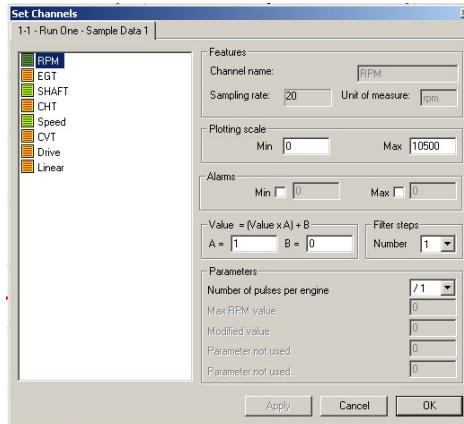 Set Channels
1-1 - Run One - Sample Data 1
RPM
EGT
SHAFT
CHT
Speed
CVT
Drive
Linear
Features
Channel name: RPM
Sampling rate: 20 Unit of measure: rpm
Plotting scale
Min 0 Max 10500
Alarms
Min 0 Max 0
Value = (Value x A) + B
A = 1 B = 0
Filter steps
Number 1
Parameters
Number of pulses per engine /1
Max RPM value 0
Modified value 0
Parameter not used 0
Parameter not used 0
Apply Cancel OK